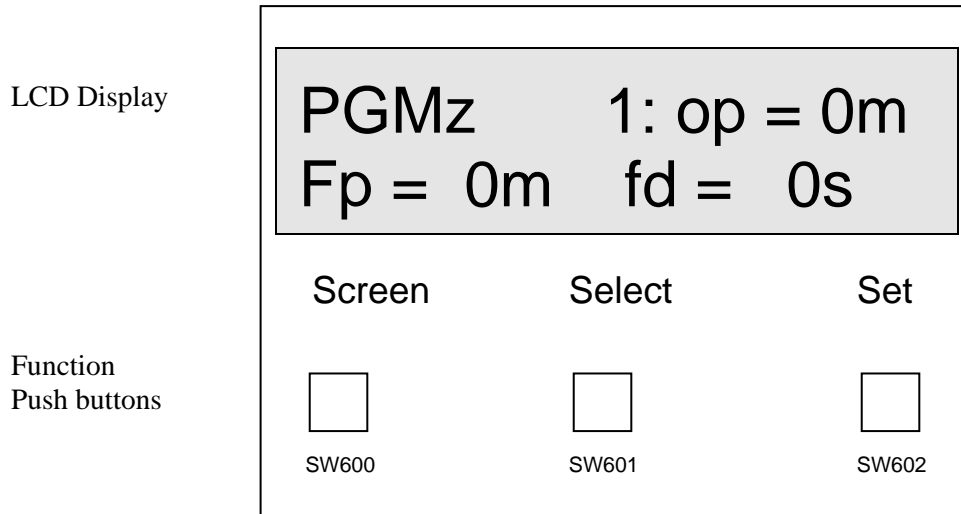 LCD Display
PGMz 1: op = 0m
Fp = 0m fd = 0s
Screen Select Set
Function
Push buttons
SW600 SW601 SW602